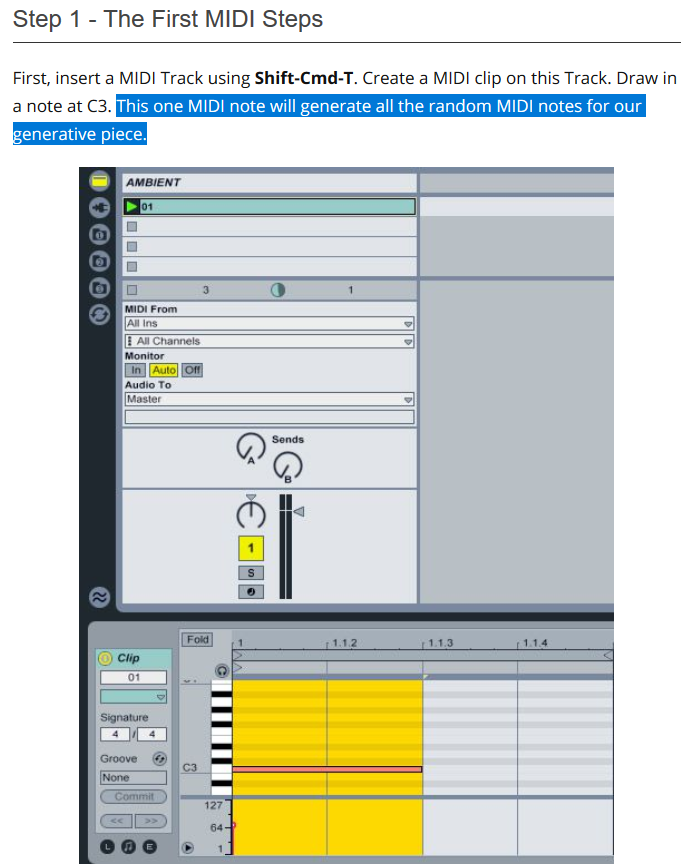 Step 1 - The First MIDI Steps
First, insert a MIDI Track using Shift-Cmd-T. Create a MIDI clip on this Track. Draw in
a note at C3. This one MIDI note will generate all the random MIDI notes for our
generative piece.
AMBIENT
01
3 1
MIDI From
All Ins
All Channels
Monitor
In Auto Off
Audio To
Master
Sends
A
B
1
S
Fold
1 1.1.2 1.1.3 1.1.4
Clip
01
Signature
4 / 4
Groove
None
Commit
<< >>
L E
C3
127
64
1